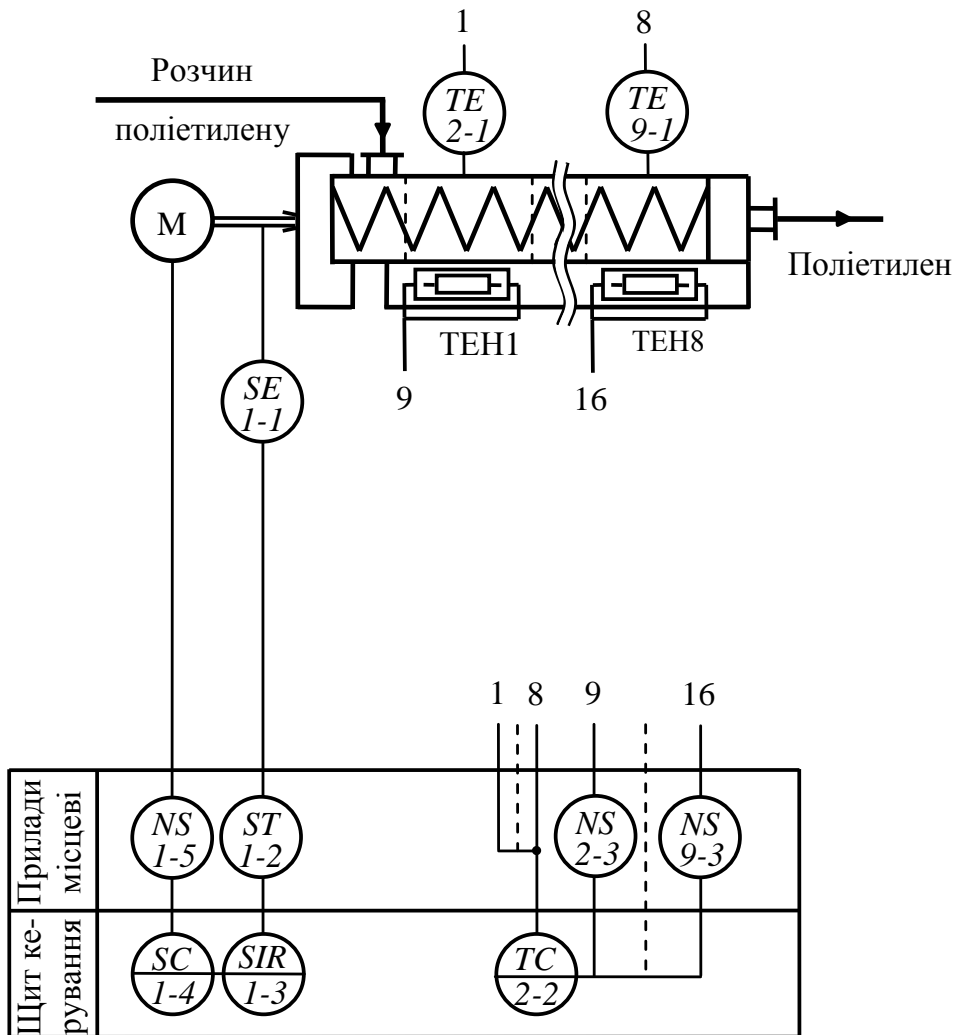 1
8
Розчин
поліетилену
TE
2-1
TE
9-1
М
Поліетилен
ТЕН1
ТЕН8
9
16
SE
1-1
1
8
9
16
Прилади
місцеві
NS
1-5
ST
1-2
NS
2-3
NS
9-3
Щит ке-
рування
SC
1-4
SIR
1-3
TC
2-2